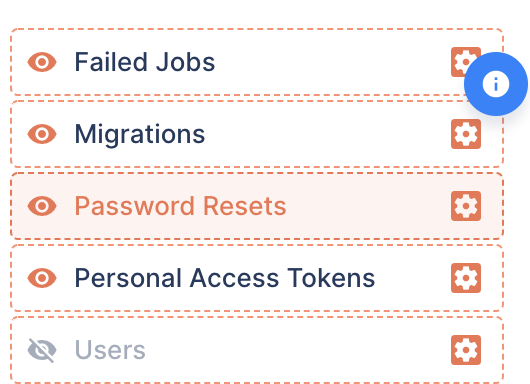 Failed Jobs
Migrations
Password Resets
Personal Access Tokens
Users